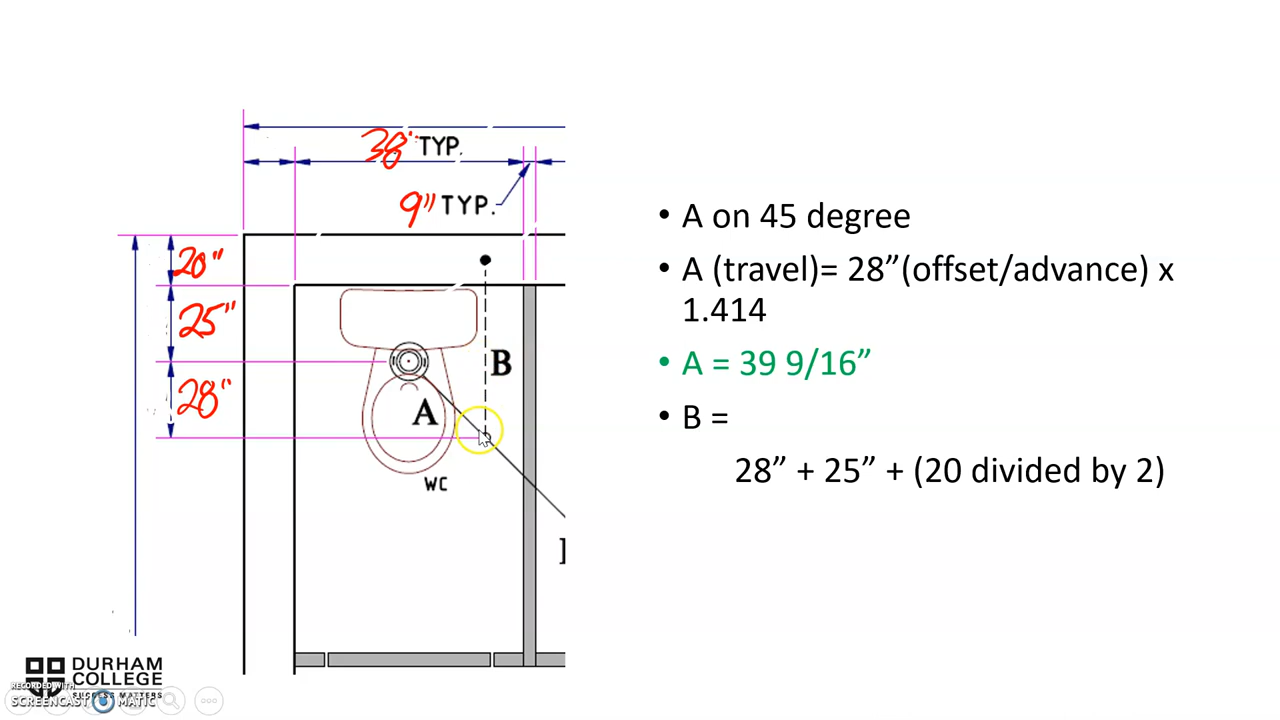 38" TYP.
9" TYP.
20"
25"
28"
B
A
WC
• A on 45 degree
• A (travel)= 28”(offset/advance) x
1.414
• A = 39 9/16”
• B =
28” + 25” + (20 divided by 2)
DURHAM
COLLEGE
SUCCESS MATTERS
RECORDED WITH
SCREENCAST MATIC